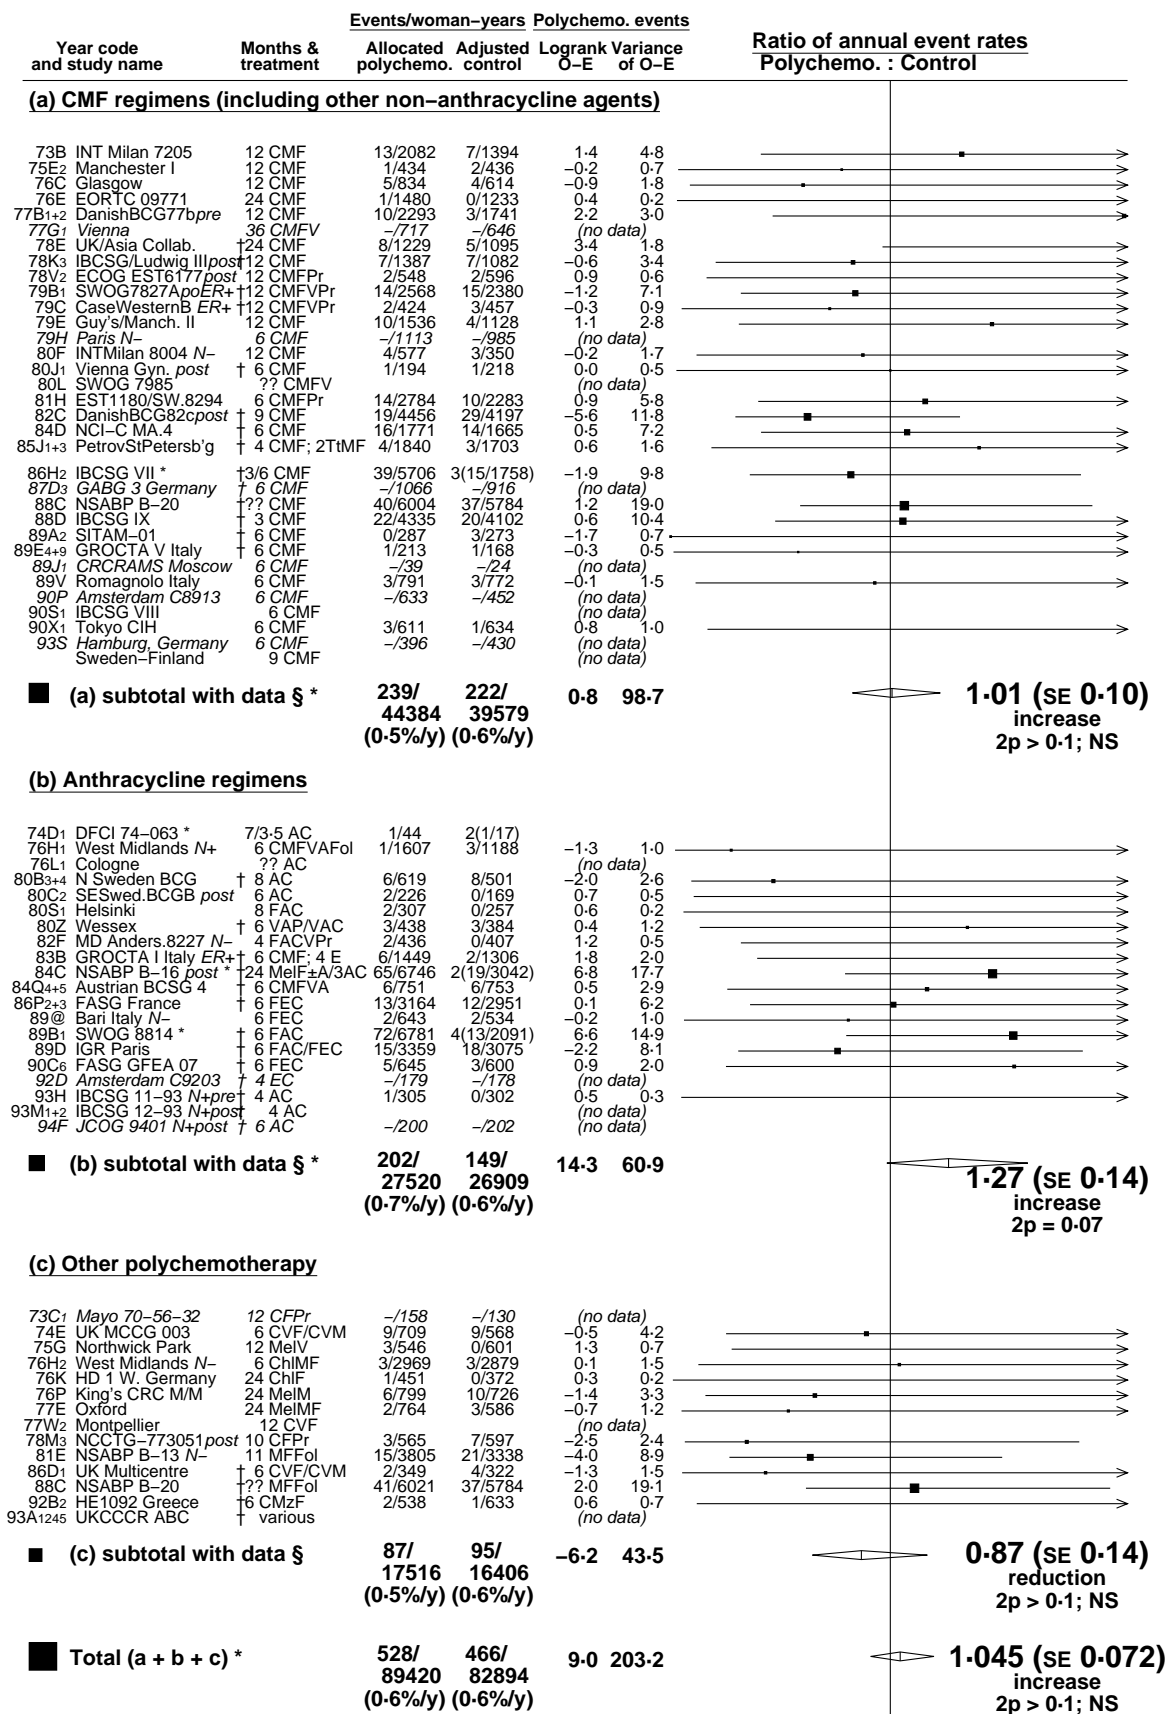 Events/woman–years Polychemo. events
Year code and study name Months & treatment Allocated polychemo. Adjusted control Logrank O–E Variance of O–E Ratio of annual event rates Polychemo. : Control
(a) CMF regimens (including other non–anthracycline agents)
73B INT Milan 7205 12 CMF 13/2082 7/1394 1·4 4·8
75E2 Manchester I 12 CMF 1/434 2/436 –0·2 0·7
76C Glasgow 12 CMF 5/834 4/614 –0·9 1·8
76E EORTC 09771 24 CMF 1/1480 0/1233 0·4 0·2
77B1+2 DanishBCG77bpre 12 CMF 10/2293 3/1741 2·2 3·0
77G1 Vienna 36 CMFV –/717 –/646 (no data)
78E UK/Asia Collab. †24 CMF 8/1229 5/1095 3·4 1·8
78K3 IBCSG/Ludwig IIIpost †12 CMF 7/1387 7/1082 –0·6 3·4
78V2 ECOG EST6177post 12 CMFPr 2/548 2/596 0·9 0·6
79B1 SWOG7827ApoER+ †12 CMFVPr 14/2568 15/2380 –1·2 7·1
79C CaseWesternB ER+ †12 CMFVPr 2/424 3/457 –0·3 0·9
79E Guy's/Manch. II 12 CMF 10/1536 4/1128 1·1 2·8
79H Paris N– 6 CMF –/1113 –/985 (no data)
80F INTMilan 8004 N– 12 CMF 4/577 3/350 –0·2 1·7
80J1 Vienna Gyn. post † 6 CMF 1/194 1/218 0·0 0·5
80L SWOG 7985 ?? CMFV (no data)
81H EST1180/SW.8294 6 CMFPr 14/2784 10/2283 0·9 5·8
82C DanishBCG82cpost † 9 CMF 19/4456 29/4197 –5·6 11·8
84D NCI–C MA.4 † 6 CMF 16/1771 14/1665 0·5 7·2
85J1+3 PetrovStPetersb'g † 4 CMF; 2TtMF 4/1840 3/1703 0·6 1·6
86H2 IBCSG VII * †3/6 CMF 39/5706 3(15/1758) –1·9 9·8
87D3 GABG 3 Germany † 6 CMF –/1066 –/916 (no data)
88C NSABP B–20 †?? CMF 40/6004 37/5784 1·2 19·0
88D IBCSG IX † 3 CMF 22/4335 20/4102 0·6 10·4
89A2 SITAM–01 † 6 CMF 0/287 3/273 –1·7 0·7
89E4+9 GROCTA V Italy † 6 CMF 1/213 1/168 –0·3 0·5
89J1 CRCRAMS Moscow 6 CMF –/39 –/24 (no data)
89V Romagnolo Italy 6 CMF 3/791 3/772 –0·1 1·5
90P Amsterdam C8913 6 CMF –/633 –/452 (no data)
90S1 IBCSG VIII 6 CMF (no data)
90X1 Tokyo CIH 6 CMF 3/611 1/634 0·8 1·0
93S Hamburg, Germany 6 CMF –/396 –/430 (no data)
Sweden–Finland 9 CMF (no data)
(a) subtotal with data § * 239/ 44384 (0·5%/y) 222/ 39579 (0·6%/y) 0·8 98·7 1·01 (SE 0·10) increase 2p > 0·1; NS
(b) Anthracycline regimens
74D1 DFCI 74–063 * 7/3·5 AC 1/44 2(1/17)
76H1 West Midlands N+ 6 CMFVAFol 1/1607 3/1188 –1·3 1·0
76L1 Cologne ?? AC (no data)
80B3+4 N Sweden BCG † 8 AC 6/619 8/501 –2·0 2·6
80C2 SESwed.BCGB post 6 AC 2/226 0/169 0·7 0·5
80S1 Helsinki 8 FAC 2/307 0/257 0·6 0·2
80Z Wessex † 6 VAP/VAC 3/438 3/384 0·4 1·2
82F MD Anders.8227 N– 4 FACVPr 2/436 0/407 1·2 0·5
83B GROCTA I Italy ER+† 6 CMF; 4 E 6/1449 2/1306 1·8 2·0
84C NSABP B–16 post * †24 MelF±A/3AC 65/6746 2(19/3042) 6·8 17·7
84Q4+5 Austrian BCSG 4 † 6 CMFVA 6/751 6/753 0·5 2·9
86P2+3 FASG France † 6 FEC 13/3164 12/2951 0·1 6·2
89@ Bari Italy N– 6 FEC 2/643 2/534 –0·2 1·0
89B1 SWOG 8814 * † 6 FAC 72/6781 4(13/2091) 6·6 14·9
89D IGR Paris † 6 FAC/FEC 15/3359 18/3075 –2·2 8·1
90C6 FASG GFEA 07 † 6 FEC 5/645 3/600 0·9 2·0
92D Amsterdam C9203 † 4 EC –/179 –/178 (no data)
93H IBCSG 11–93 N+pre† 4 AC 1/305 0/302 0·5 0·3
93M1+2 IBCSG 12–93 N+post† 4 AC (no data)
94F JCOG 9401 N+post † 6 AC –/200 –/202 (no data)
(b) subtotal with data § * 202/ 27520 (0·7%/y) 149/ 26909 (0·6%/y) 14·3 60·9 1·27 (SE 0·14) increase 2p = 0·07
(c) Other polychemotherapy
73C1 Mayo 70–56–32 12 CFPr –/158 –/130 (no data)
74E UK MCCG 003 6 CVF/CVM 9/709 9/568 –0·5 4·2
75G Northwick Park 12 MelV 3/546 0/601 1·3 0·7
76H2 West Midlands N– 6 ChlMF 3/2969 3/2879 0·1 1·5
76K HD 1 W. Germany 24 ChlF 1/451 0/372 0·3 0·2
76P King's CRC M/M 24 MelM 6/799 10/726 –1·4 3·3
77E Oxford 24 MelMF 2/764 3/586 –0·7 1·2
77W2 Montpellier 12 CVF (no data)
78M3 NCCTG–773051post 10 CFPr 3/565 7/597 –2·5 2·4
81E NSABP B–13 N– 11 MFFol 15/3805 21/3338 –4·0 8·9
86D1 UK Multicentre † 6 CVF/CVM 2/349 4/322 –1·3 1·5
88C NSABP B–20 †?? MFFol 41/6021 37/5784 2·0 19·1
92B2 HE1092 Greece †6 CMzF 2/538 1/633 0·6 0·7
93A1245 UKCCCR ABC † various (no data)
(c) subtotal with data § 87/ 17516 (0·5%/y) 95/ 16406 (0·6%/y) –6·2 43·5 0·87 (SE 0·14) reduction 2p > 0·1; NS
Total (a + b + c) * 528/ 89420 (0·6%/y) 466/ 82894 (0·6%/y) 9·0 203·2 1·045 (SE 0·072) increase 2p > 0·1; NS